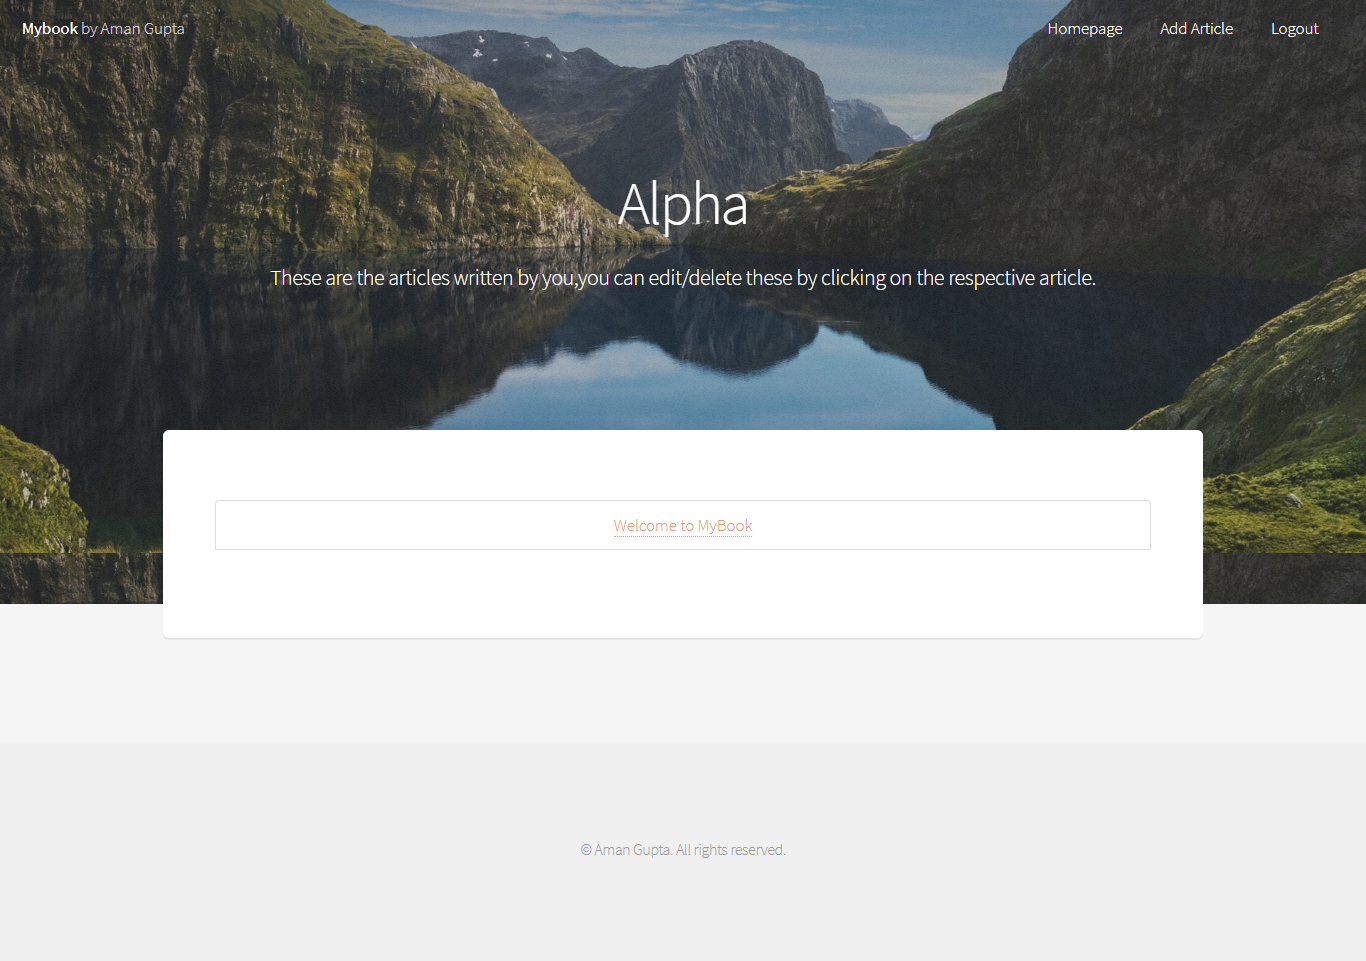 Mybook by Aman Gupta
Homepage Add Article Logout
Alpha
These are the articles written by you,you can edit/delete these by clicking on the respective article.
Welcome to MyBook
© Aman Gupta. All rights reserved.